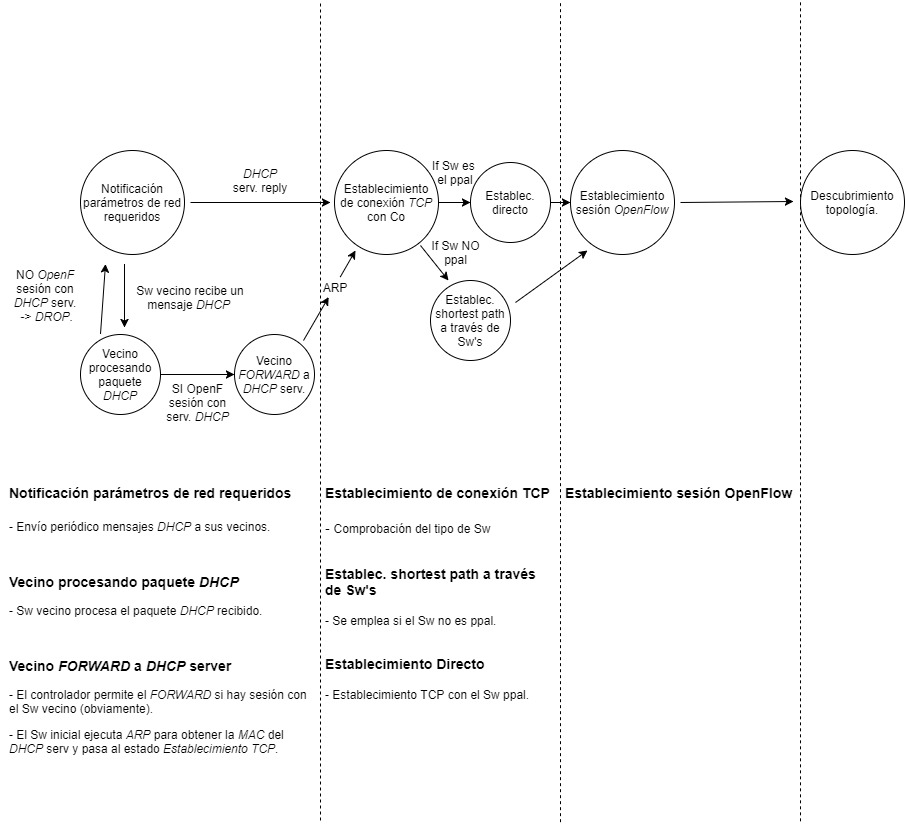 Notificación
parámetros de red
requeridos
DHCP
serv. reply
Establecimiento
de conexión TCP
con Co
If Sw es
el ppal
Establec.
directo
Establecimiento
sesión OpenFlow
Descubrimiento
topología.
If Sw NO
ppal
NO OpenF
sesión con
DHCP serv.
-> DROP.
Sw vecino recibe un
mensaje DHCP
ARP
Establec.
shortest path
a través de
Sw's
Vecino
procesando
paquete
DHCP
SI OpenF
sesión con
serv. DHCP
Vecino
FORWARD a
DHCP serv.
Notificación parámetros de red requeridos
- Envío periódico mensajes DHCP a sus vecinos.
Vecino procesando paquete DHCP
- Sw vecino procesa el paquete DHCP recibido.
Vecino FORWARD a DHCP server
- El controlador permite el FORWARD si hay sesión con
el Sw vecino (obviamente).
- El Sw inicial ejecuta ARP para obtener la MAC del
DHCP serv y pasa al estado Establecimiento TCP.
Establecimiento de conexión TCP
- Comprobación del tipo de Sw
Establec. shortest path a través
de Sw's
- Se emplea si el Sw no es ppal.
Establecimiento Directo
- Establecimiento TCP con el Sw ppal.
Establecimiento sesión OpenFlow